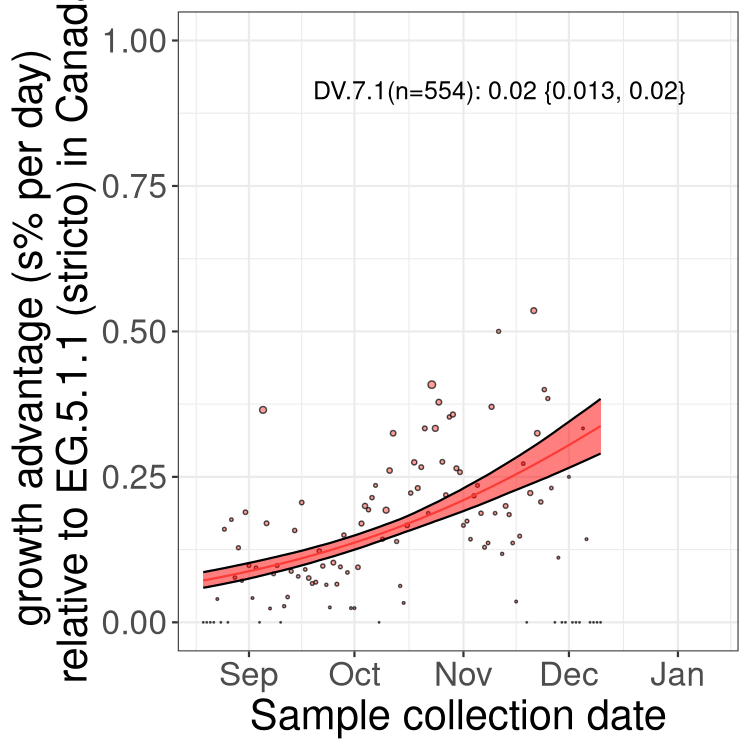 growth advantage (s% per day)
relative to EG.5.1.1 (stricto) in Canada
1.00
0.75
0.50
0.25
0.00
DV.7.1(n=554): 0.02 {0.013, 0.02}
Sep Oct Nov Dec Jan
Sample collection date